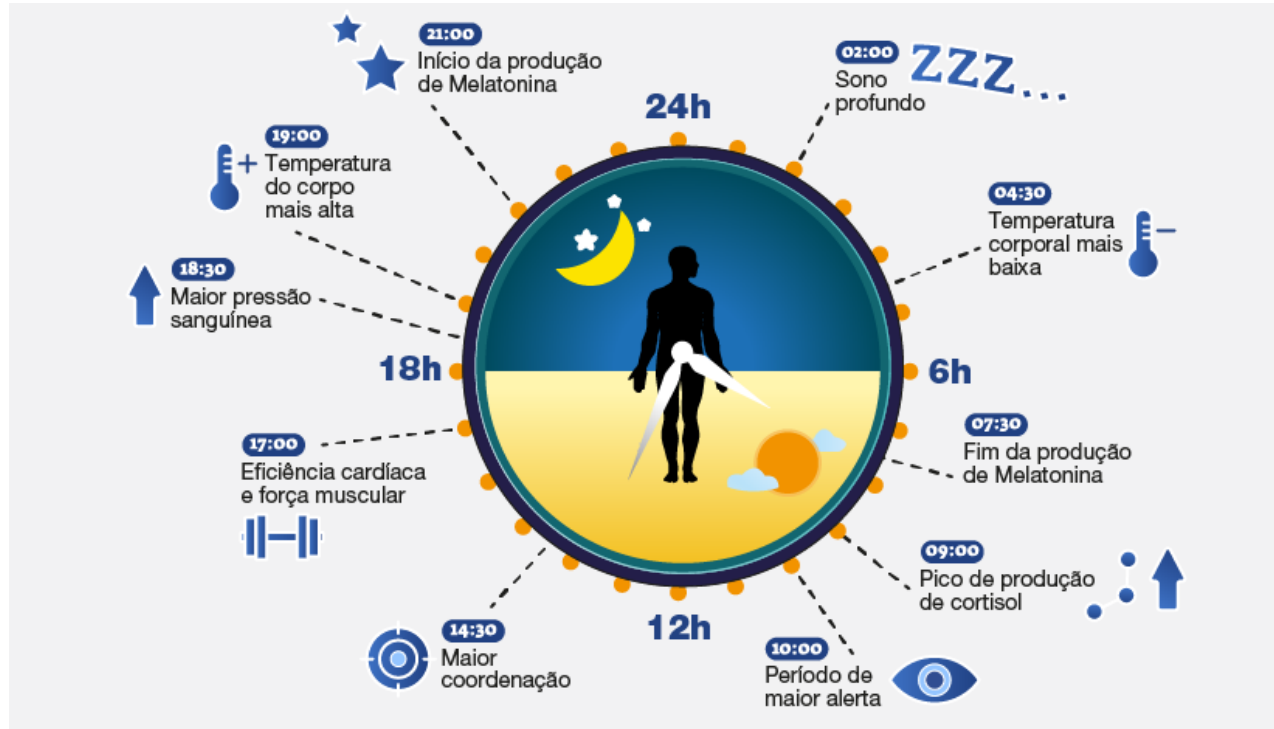 24h
02:00
Sono
profundo
ZZZ...
04:30
Temperatura
corporal mais
baixa
6h
07:30
Fim da produção
de Melatonina
09:00
Pico de produção
de cortisol
10:00
Período de
maior alerta
12h
14:30
Maior
coordenação
17:00
Eficiência cardíaca
e força muscular
18h
18:30
Maior pressão
sanguínea
19:00
Temperatura
do corpo
mais alta
21:00
Início da produção
de Melatonina